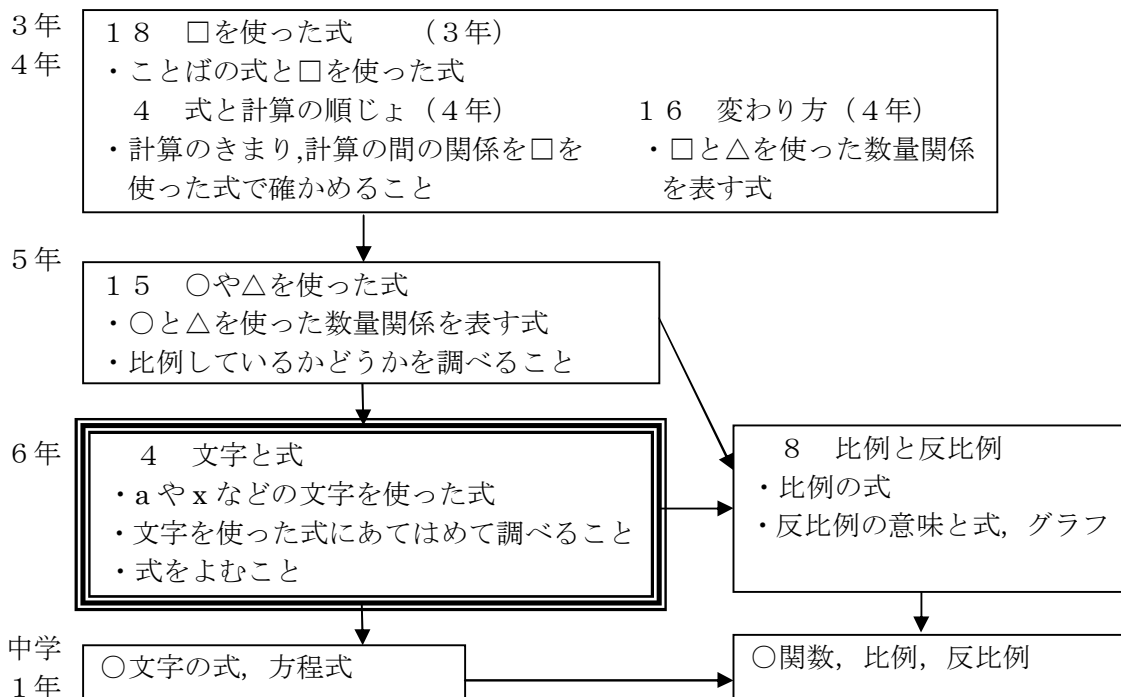 3年
4年
18 □を使った式 （3年）
・ことばの式と□を使った式
4 式と計算の順じょ（4年） 16 変わり方（4年）
・計算のきまり,計算の間の関係を□を ・□と△を使った数量関係
使った式で確かめること を表す式
5年
15 ○や△を使った式
・○と△を使った数量関係を表す式
・比例しているかどうかを調べること
6年
4 文字と式
・aやxなどの文字を使った式
・文字を使った式にあてはめて調べること
・式をよむこと
8 比例と反比例
・比例の式
・反比例の意味と式，グラフ
中学
1年
○文字の式，方程式
○関数，比例，反比例